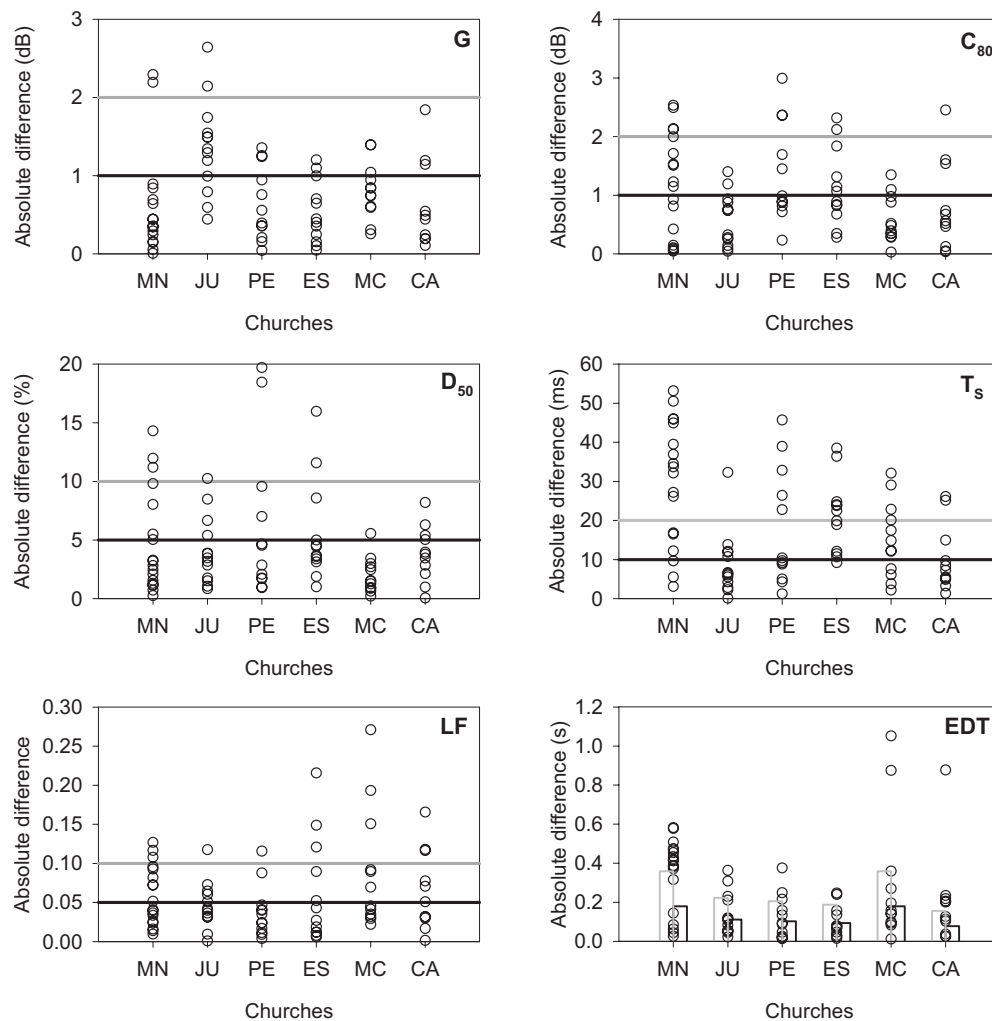 G
Absolute difference (dB)
3
2
1
0
MN JU PE ES MC CA
Churches
C80
Absolute difference (dB)
4
3
2
1
0
MN JU PE ES MC CA
Churches
D50
Absolute difference (%)
20
15
10
5
0
MN JU PE ES MC CA
Churches
TS
Absolute difference (ms)
60
50
40
30
20
10
0
MN JU PE ES MC CA
Churches
LF
Absolute difference
0.30
0.25
0.20
0.15
0.10
0.05
0.00
MN JU PE ES MC CA
Churches
EDT
Absolute difference (s)
1.2
1.0
0.8
0.6
0.4
0.2
0.0
MN JU PE ES MC CA
Churches